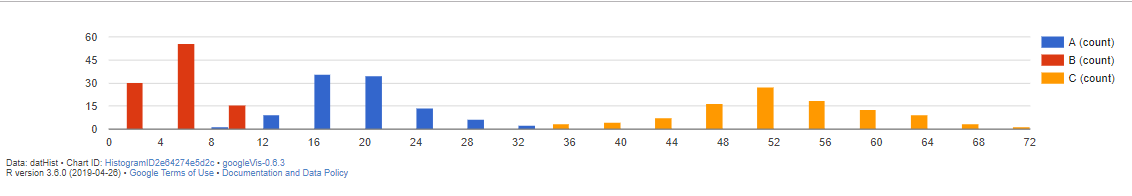 60
45
30
15
0
0 4 8 12 16 20 24 28 32 36 40 44 48 52 56 60 64 68 72
A (count)
B (count)
C (count)
Data: datHist • Chart ID: HistogramID2e64274e5d2c • googleVis-0.6.3
R version 3.6.0 (2019-04-26) • Google Terms of Use • Documentation and Data Policy